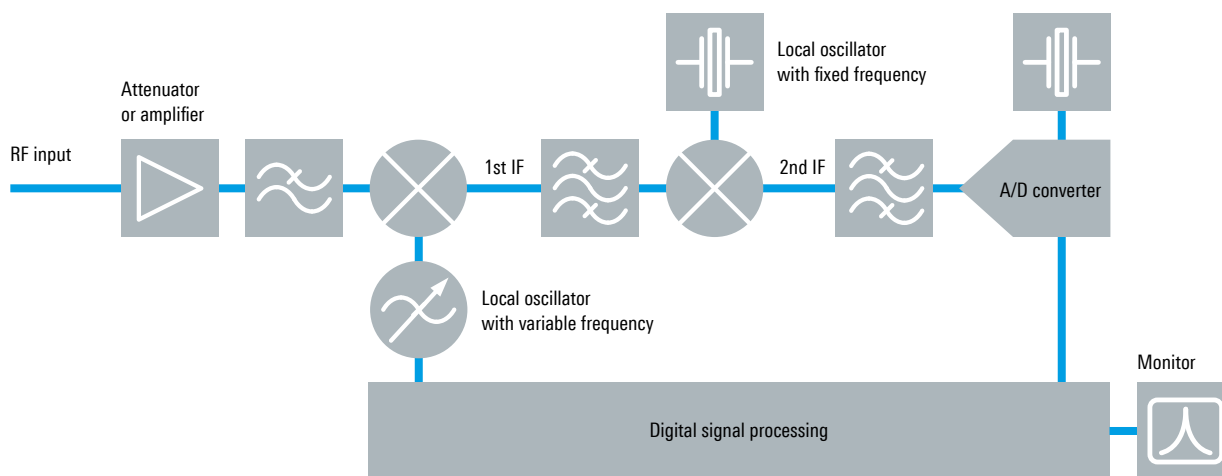 Attenuator
or amplifier
RF input
1st IF
Local oscillator
with fixed frequency
2nd IF
A/D converter
Local oscillator
with variable frequency
Digital signal processing
Monitor